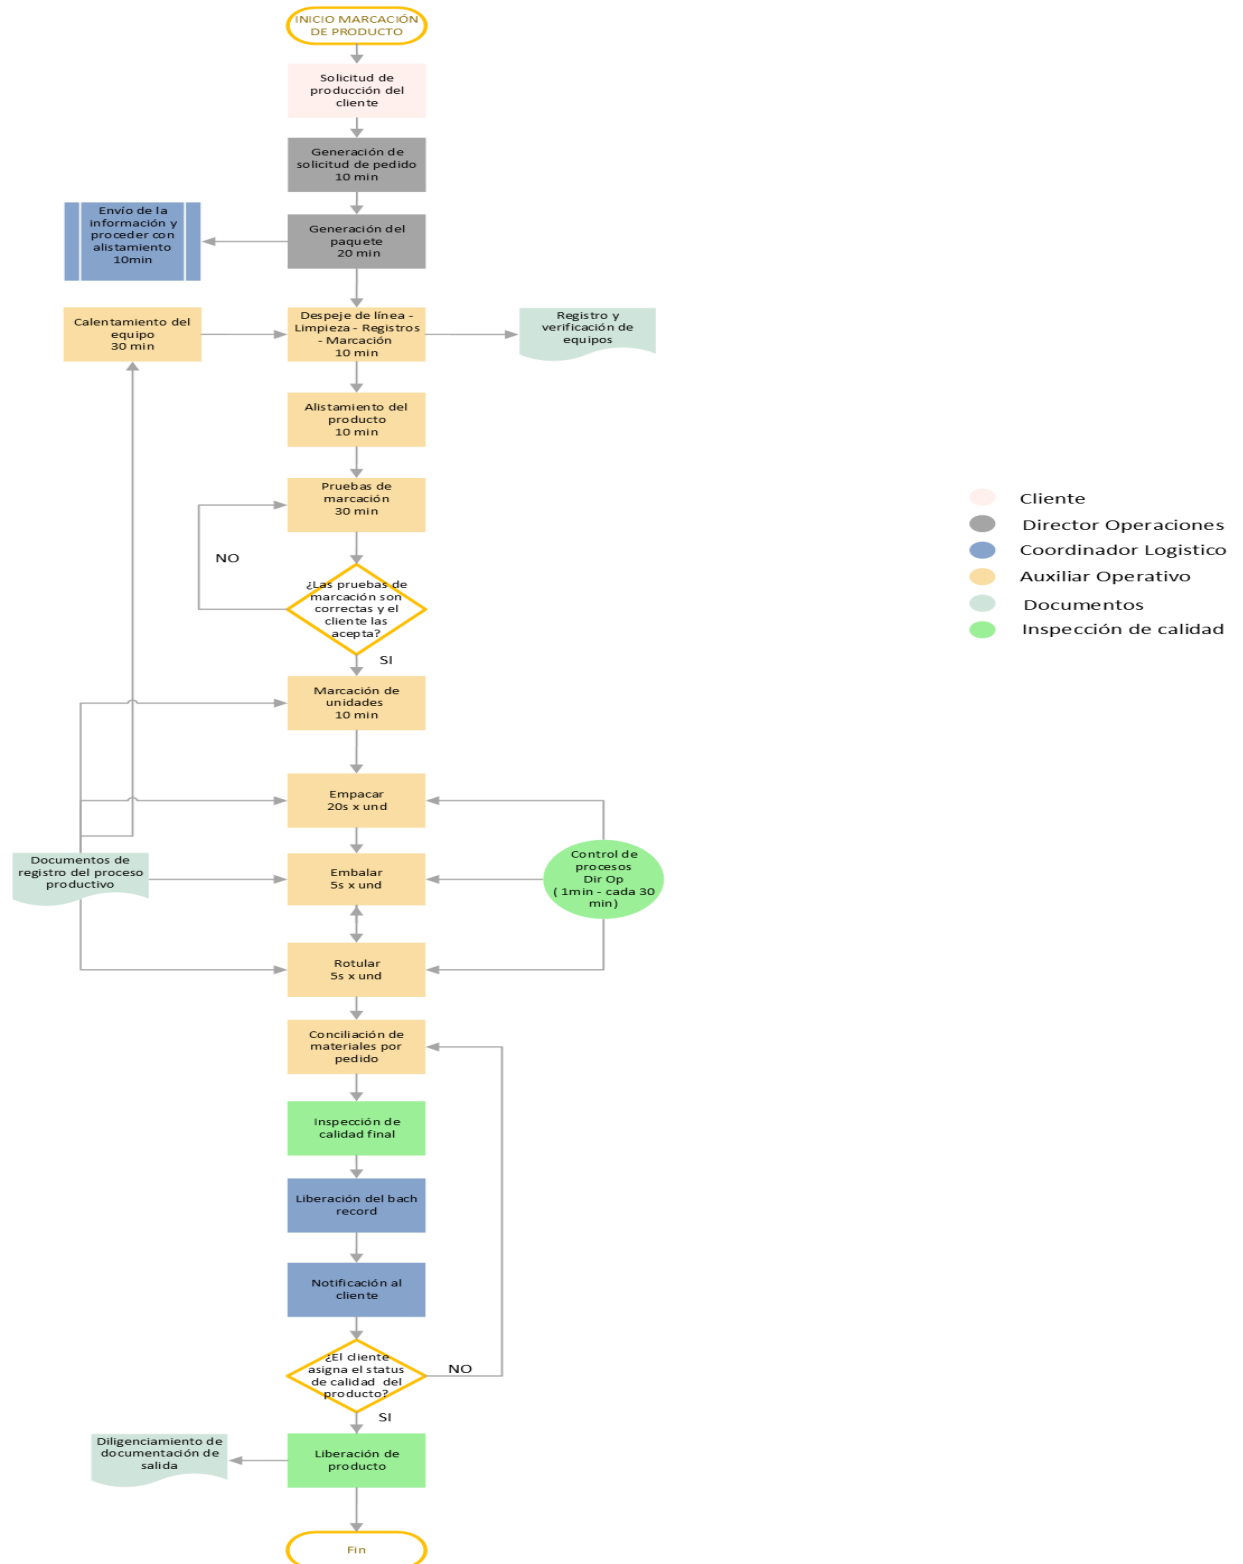 INICIO MARCACIÓN
DE PRODUCTO
Solicitud de
producción del
cliente
Generación de
solicitud de pedido
10 min
Envío de la
información y
proceder con
alistamiento
10min
Generación del
paquete
20 min
Calentamiento del
equipo
30 min
Despeje de línea -
Limpieza - Registros
- Marcación
10 min
Registro y
verificación de
equipos
Alistamiento del
producto
10 min
Pruebas de
marcación
30 min
NO
¿Las pruebas de
marcación son
correctas y el
cliente las
acepta?
SI
Cliente
Director Operaciones
Coordinador Logistico
Auxiliar Operativo
Documentos
Inspección de calidad
Marcación de
unidades
10 min
Empacar
20s x und
Documentos de
registro del proceso
productivo
Embalar
5s x und
Control de
procesos
Dir Op
( 1min - cada 30
min)
Rotular
5s x und
Conciliación de
materiales por
pedido
Inspección de
calidad final
Liberación del bach
record
Notificación al
cliente
¿El cliente
asigna el status
de calidad del
producto?
NO
SI
Diligenciamiento de
documentación de
salida
Liberación de
producto
Fin